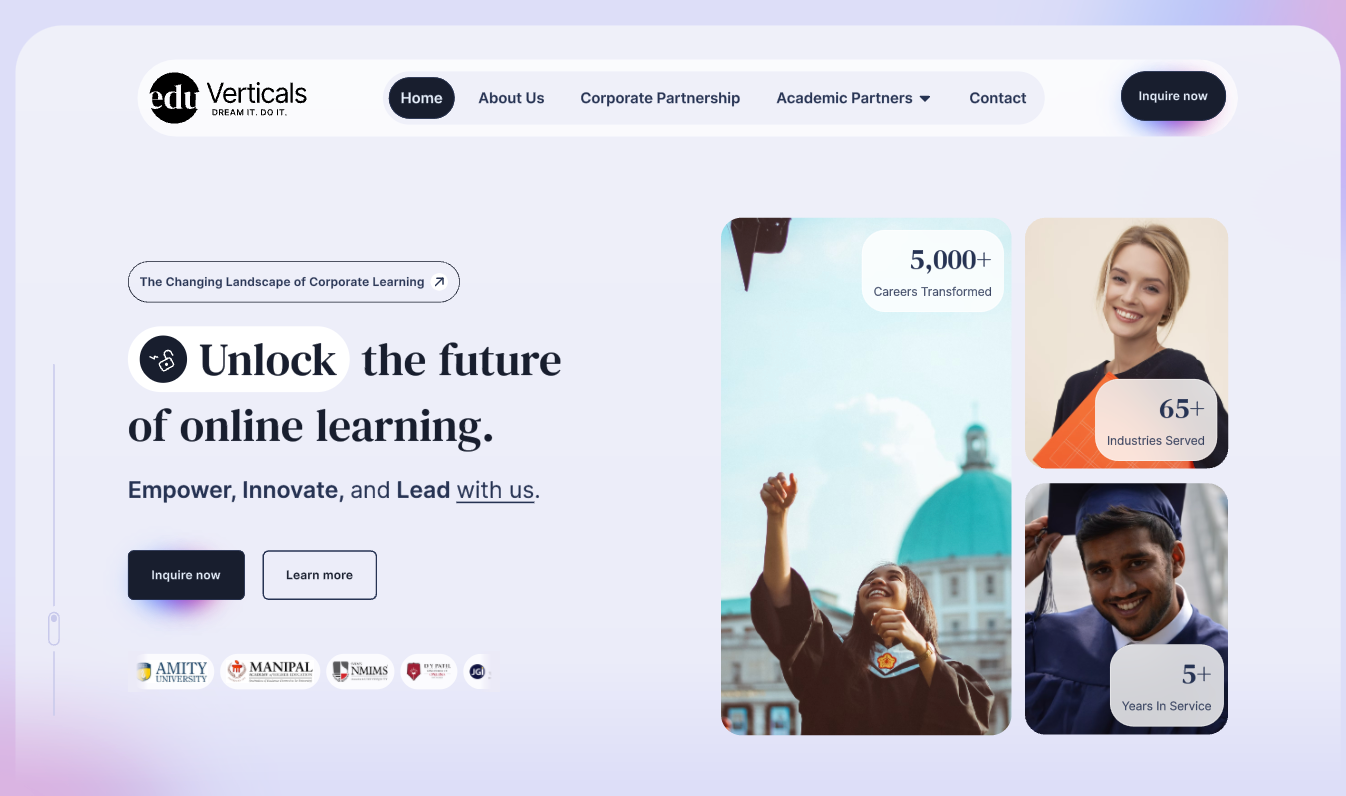 edu Verticals
DREAM IT. DO IT.
Home
About Us
Corporate Partnership
Academic Partners
Contact
Inquire now
The Changing Landscape of Corporate Learning
Unlock the future
of online learning.
Empower, Innovate, and Lead with us.
Inquire now
Learn more
AMITY
UNIVERSITY
MANIPAL
NMIMS
D Y PATIL
JGI
5,000+
Careers Transformed
65+
Industries Served
5+
Years In Service